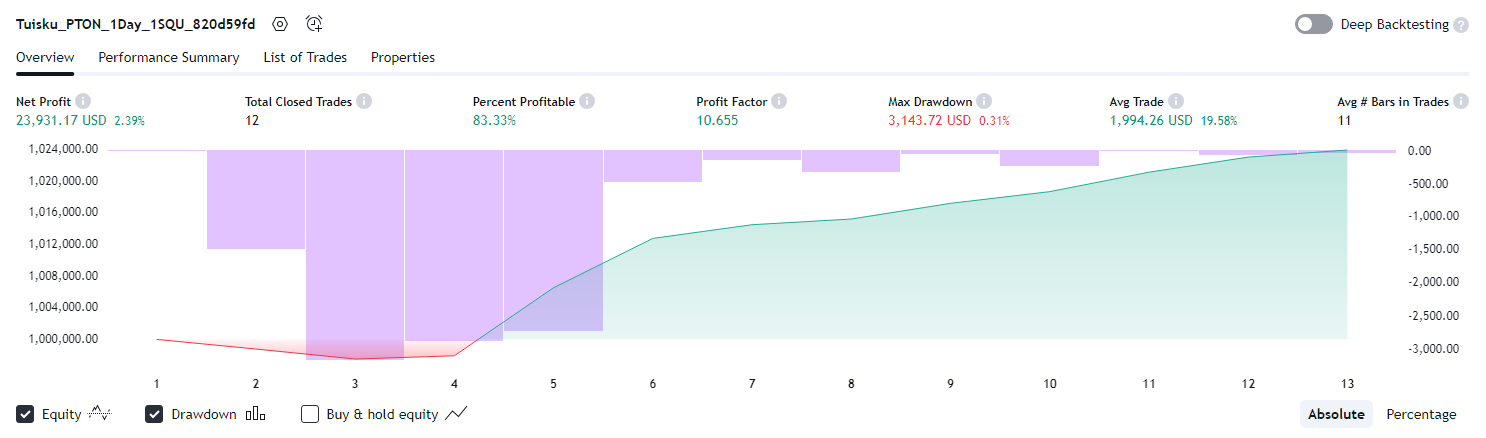 Tuisku_PTON_1Day_1SQU_820d59fd
Deep Backtesting ?
Overview Performance Summary List of Trades Properties
Net Profit Total Closed Trades Percent Profitable Profit Factor Max Drawdown Avg Trade Avg # Bars in Trades
23,931.17 USD 2.39% 12 83.33% 10.655 3,143.72 USD 0.31% 1,994.26 USD 19.58% 11
1,024,000.00 0.00
1,020,000.00 -500.00
1,016,000.00 -1,000.00
1,012,000.00 -1,500.00
1,008,000.00 -2,000.00
1,004,000.00 -2,500.00
1,000,000.00 -3,000.00
1 2 3 4 5 6 7 8 9 10 11 12 13
Equity Drawdown Buy & hold equity Absolute Percentage